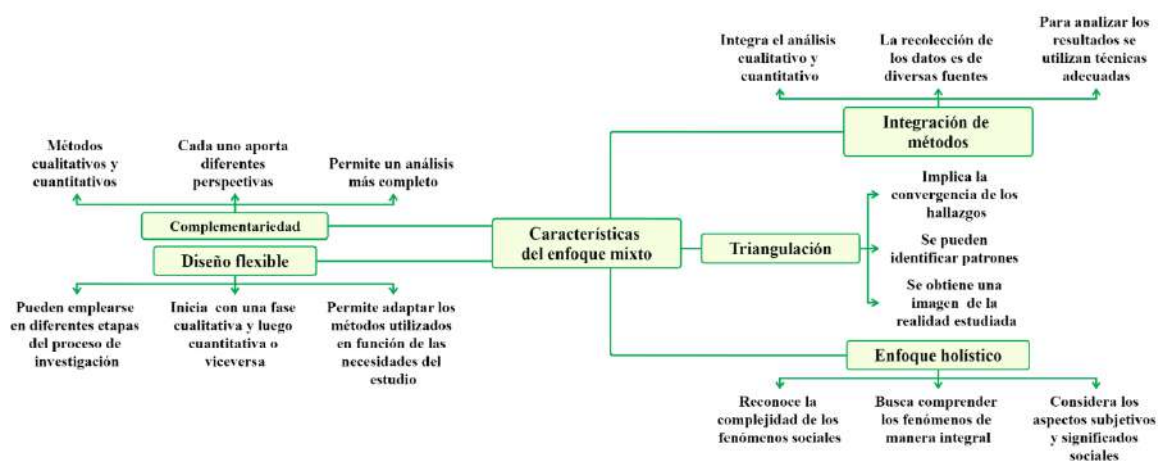 Integra el análisis
cualitativo y
cuantitativo
La recolección de
los datos es de
diversas fuentes
Para analizar los
resultados se
utilizan técnicas
adecuadas
Integración de
métodos
Métodos
cualitativos y
cuantitativos
Cada uno aporta
diferentes
perspectivas
Permite un análisis
más completo
Complementariedad
Características
del enfoque mixto
Diseño flexible
Pueden emplearse
en diferentes etapas
del proceso de
investigación
Inicia con una fase
cualitativa y luego
cuantitativa o
viceversa
Permite adaptar los
métodos utilizados
en función de las
necesidades del
estudio
Triangulación
Implica la
convergencia de los
hallazgos
Se pueden
identificar patrones
Se obtiene una
imagen de la
realidad estudiada
Enfoque holístico
Reconoce la
complejidad de los
fenómenos sociales
Busca comprender
los fenómenos de
manera integral
Considera los
aspectos subjetivos
y significados
sociales